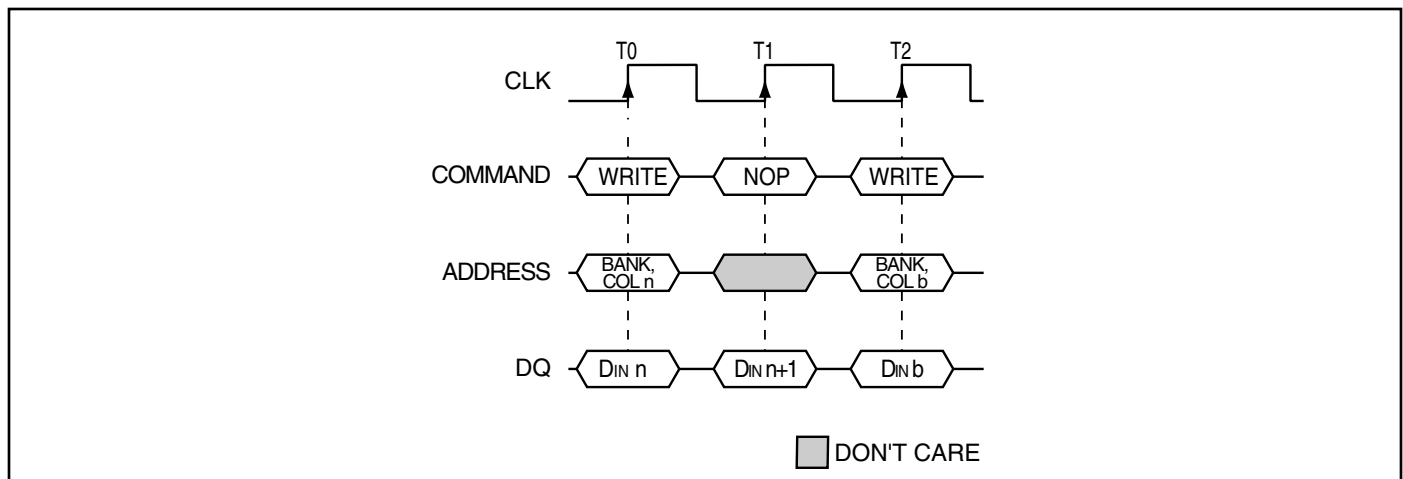 T0 T1 T2
CLK
COMMAND WRITE NOP WRITE
ADDRESS BANK, COL n BANK, COL b
DQ DIN n DIN n+1 DIN b
DON'T CARE